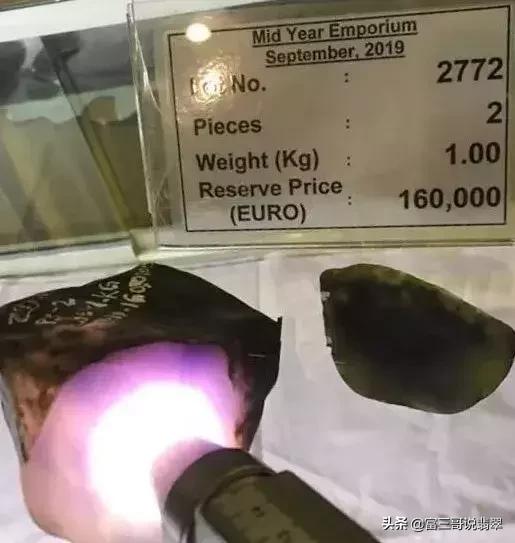 Mid Year Emporium
September, 2019
Lot No. : 2772
Pieces : 2
Weight (Kg) : 1.00
Reserve Price
(EURO) : 160,000
头条 @富三哥说翡翠